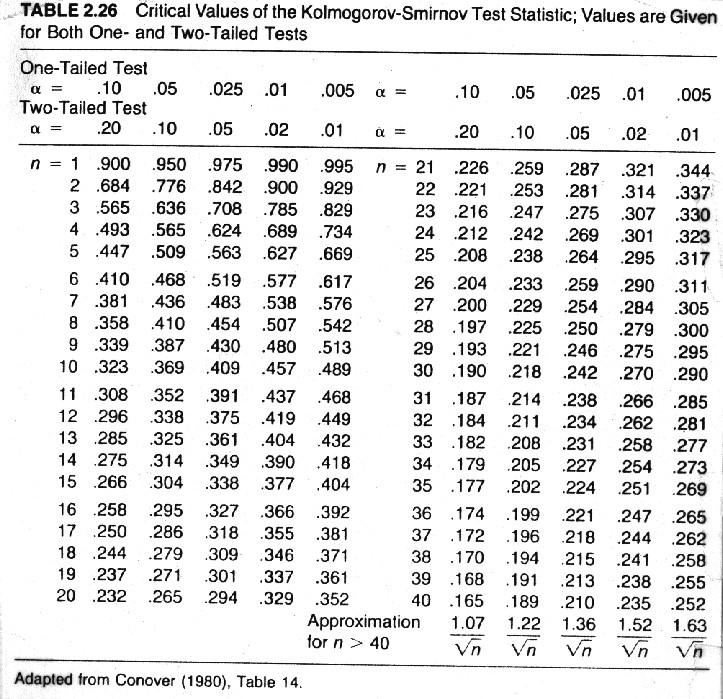 TABLE 2.26 Critical Values of the Kolmogorov-Smirnov Test Statistic; Values are Given
for Both One- and Two-Tailed Tests
One-Tailed Test
α = .10 .05 .025 .01 .005 α = .10 .05 .025 .01 .005
Two-Tailed Test
α = .20 .10 .05 .02 .01 α = .20 .10 .05 .02 .01
n = 1 .900 .950 .975 .990 .995 n = 21 .226 .259 .287 .321 .344
2 .684 .776 .842 .900 .929 22 .221 .253 .281 .314 .337
3 .565 .636 .708 .785 .829 23 .216 .247 .275 .307 .330
4 .493 .565 .624 .689 .734 24 .212 .242 .269 .301 .323
5 .447 .509 .563 .627 .669 25 .208 .238 .264 .295 .317
6 .410 .468 .519 .577 .617 26 .204 .233 .259 .290 .311
7 .381 .436 .483 .538 .576 27 .200 .229 .254 .284 .305
8 .358 .410 .454 .507 .542 28 .197 .225 .250 .279 .300
9 .339 .387 .430 .480 .513 29 .193 .221 .246 .275 .295
10 .323 .369 .409 .457 .489 30 .190 .218 .242 .270 .290
11 .308 .352 .391 .437 .468 31 .187 .214 .238 .266 .285
12 .296 .338 .375 .419 .449 32 .184 .211 .234 .262 .281
13 .285 .325 .361 .404 .432 33 .182 .208 .231 .258 .277
14 .275 .314 .349 .390 .418 34 .179 .205 .227 .254 .273
15 .266 .304 .338 .377 .404 35 .177 .202 .224 .251 .269
16 .258 .295 .327 .366 .392 36 .174 .199 .221 .247 .265
17 .250 .286 .318 .355 .381 37 .172 .196 .218 .244 .262
18 .244 .279 .309 .346 .371 38 .170 .194 .215 .241 .258
19 .237 .271 .301 .337 .361 39 .168 .191 .213 .238 .255
20 .232 .265 .294 .329 .352 40 .165 .189 .210 .235 .252
Approximation 1.07 1.22 1.36 1.52 1.63
for n > 40 √n √n √n √n √n
Adapted from Conover (1980), Table 14.